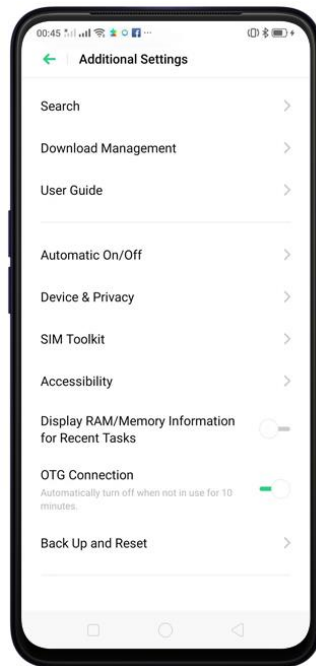 00:45
Additional Settings
Search
Download Management
User Guide
Automatic On/Off
Device & Privacy
SIM Toolkit
Accessibility
Display RAM/Memory Information
for Recent Tasks
OTG Connection
Automatically turn off when not in use for 10
minutes.
Back Up and Reset